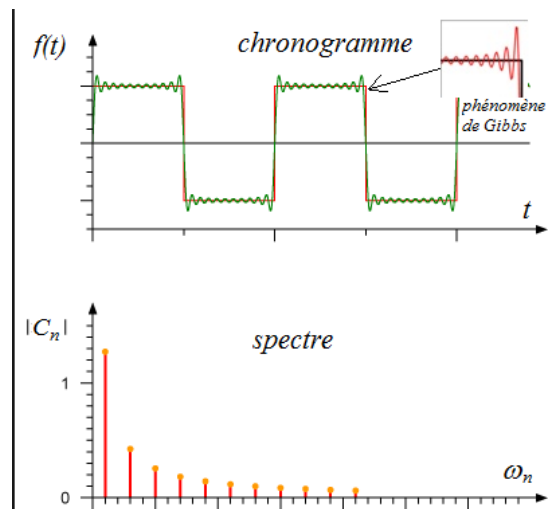 f(t)
chronogramme
phénomène
de Gibbs
t
|Cn|
spectre
1
0
ωn